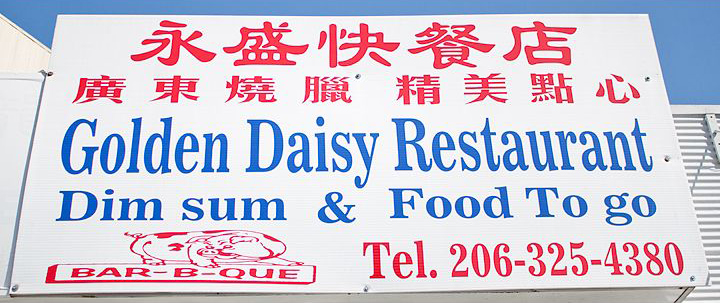 永盛快餐店
廣東燒臘 精美點心
Golden Daisy Restaurant
Dim sum & Food To go
BAR-B-QUE
Tel. 206-325-4380